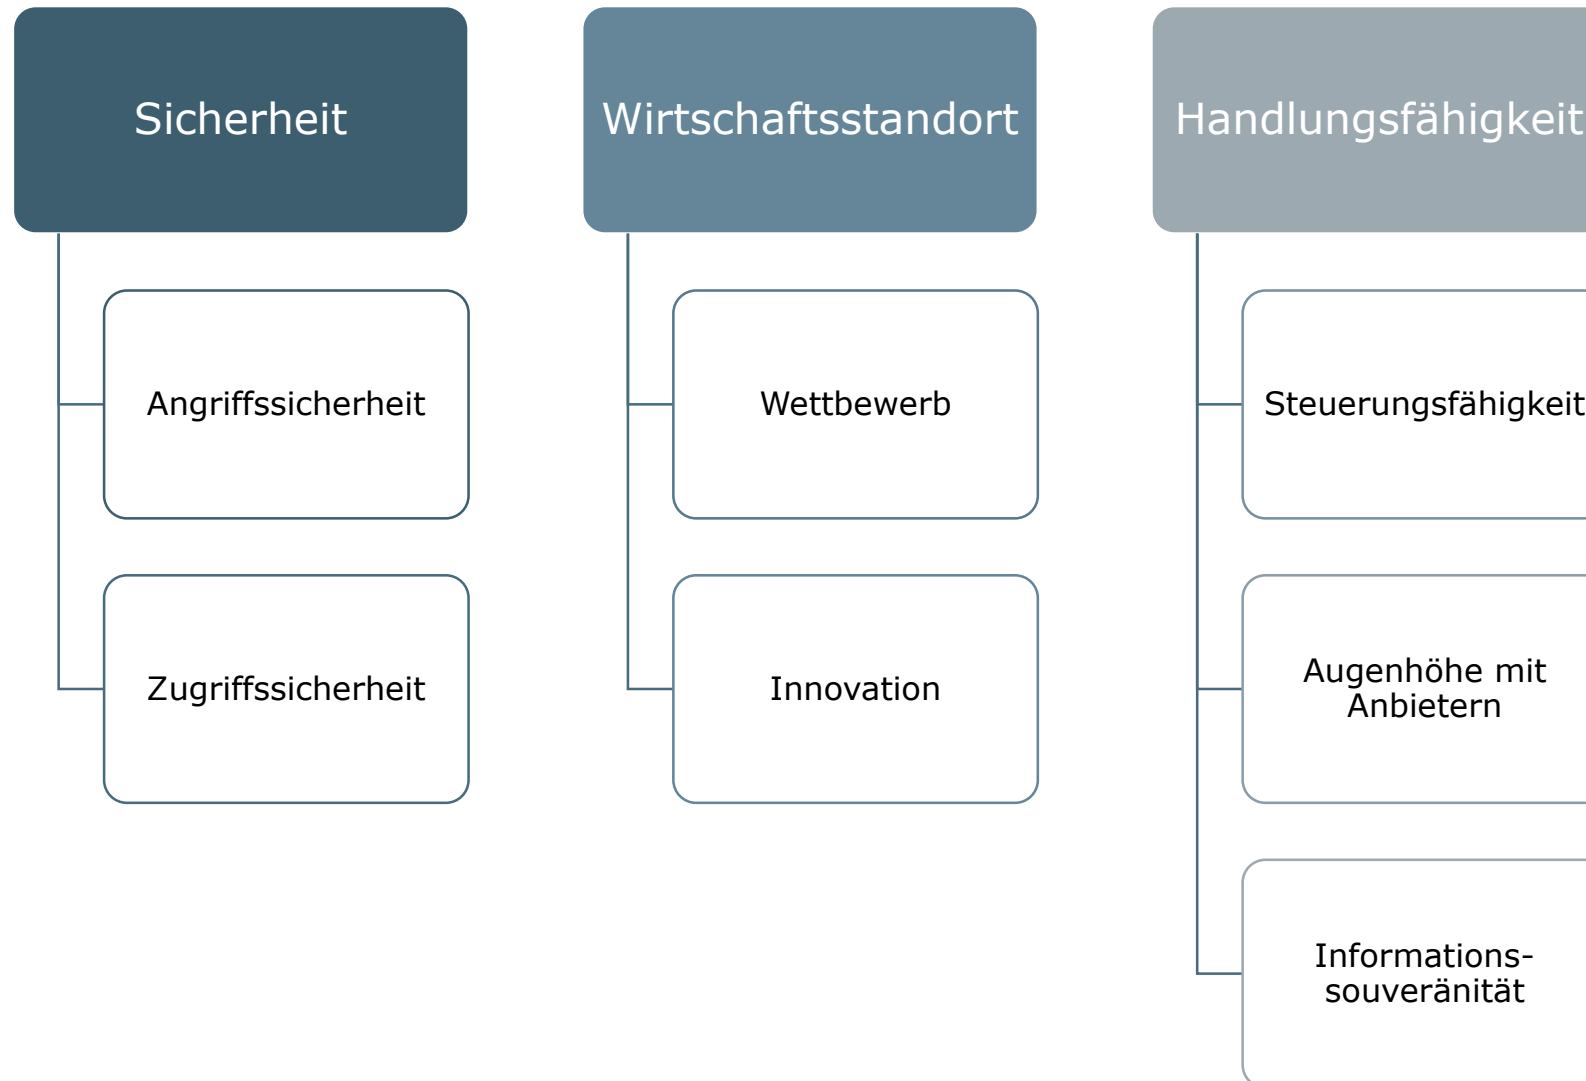 Sicherheit
Wirtschaftsstandort
Handlungsfähigkeit
Angriffssicherheit
Wettbewerb
Steuerungsfähigkeit
Zugriffssicherheit
Innovation
Augenhöhe mit
Anbietern
Informations-
souveränität